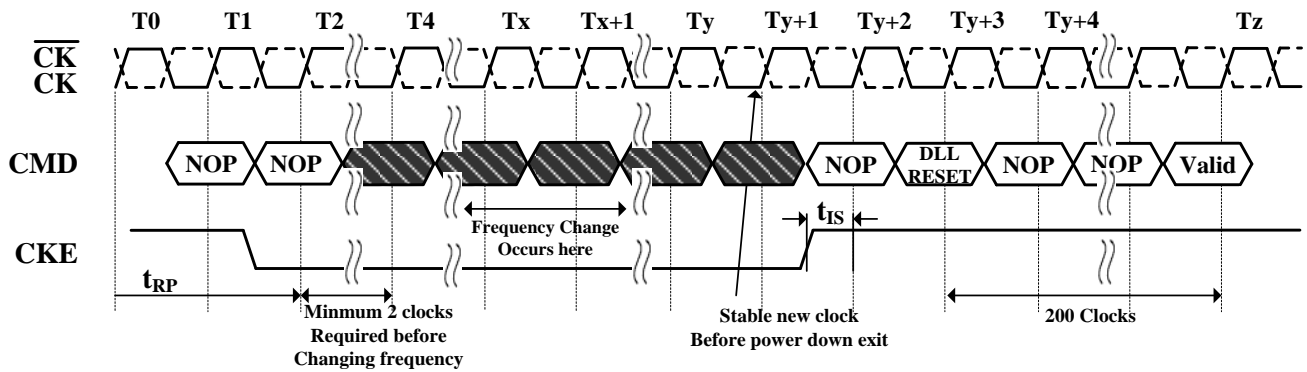 T0 T1 T2 T4 Tx Tx+1 Ty Ty+1 Ty+2 Ty+3 Ty+4 Tz
CK
CK
CMD NOP NOP NOP DLL RESET NOP NOP Valid
Frequency Change
Occurs here
tIS
CKE
tRP
Minmum 2 clocks
Required before
Changing frequency
Stable new clock
Before power down exit
200 Clocks